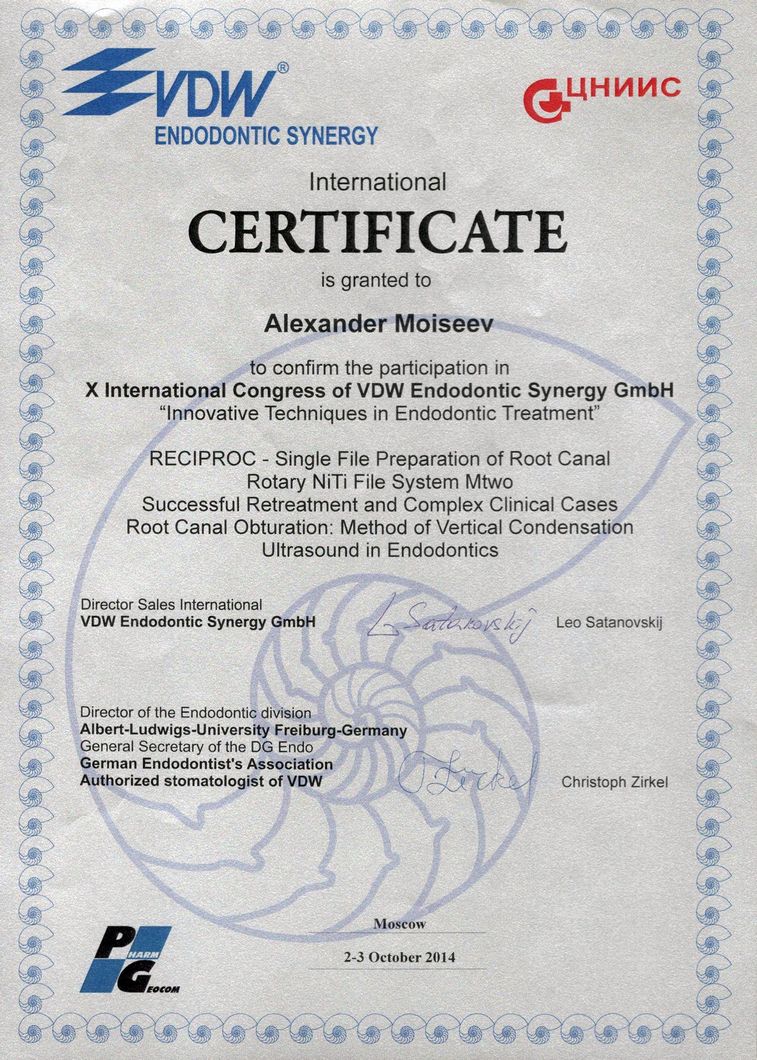 VDW®
ENDODONTIC SYNERGY
ЦНИИС
International
CERTIFICATE
is granted to
Alexander Moiseev
to confirm the participation in
X International Congress of VDW Endodontic Synergy GmbH
“Innovative Techniques in Endodontic Treatment”
RECIPROC - Single File Preparation of Root Canal
Rotary NiTi File System Mtwo
Successful Retreatment and Complex Clinical Cases
Root Canal Obturation: Method of Vertical Condensation
Ultrasound in Endodontics
Director Sales International
VDW Endodontic Synergy GmbH
L Satanovskij
Leo Satanovskij
Director of the Endodontic division
Albert-Ludwigs-University Freiburg-Germany
General Secretary of the DG Endo
German Endodontist's Association
Authorized stomatologist of VDW
Zirkel
Christoph Zirkel
Moscow
2-3 October 2014
PHARM
GEOCOM